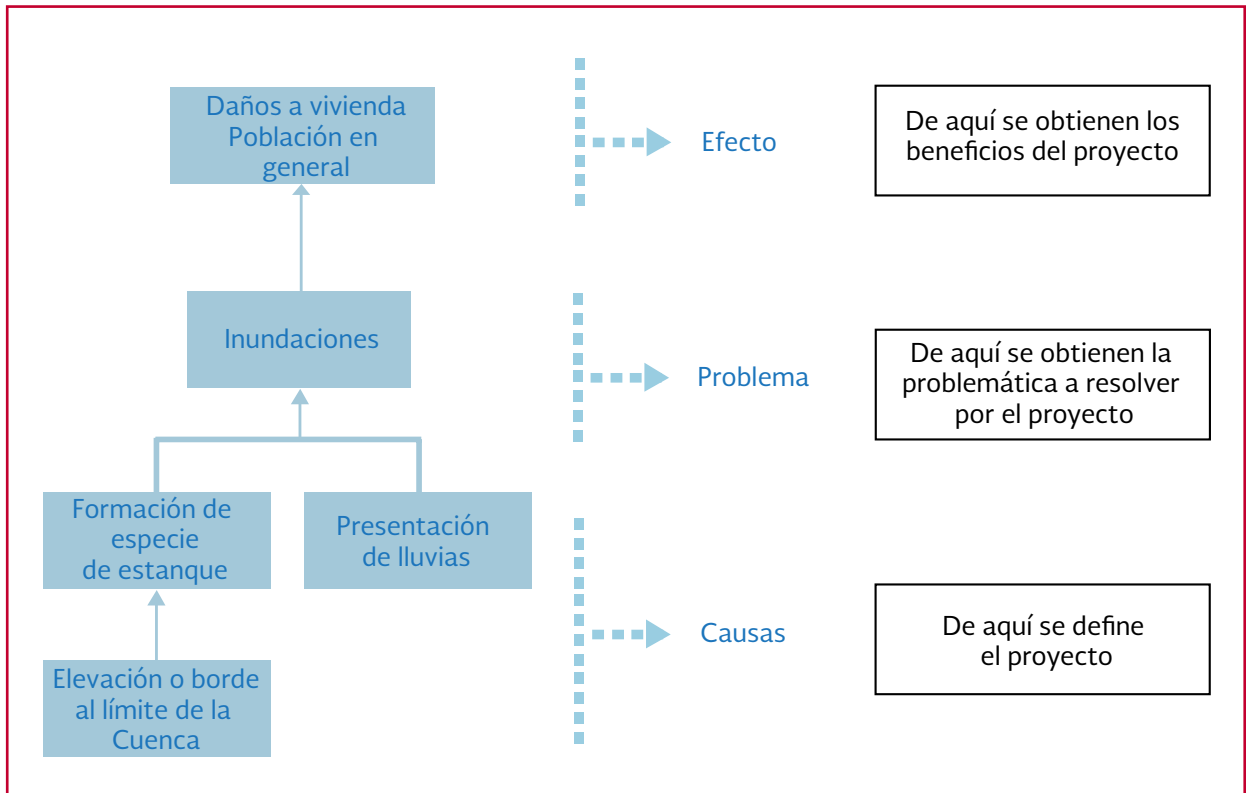 Daños a vivienda
Población en
general
Efecto
De aquí se obtienen los
beneficios del proyecto
Inundaciones
Problema
De aquí se obtienen la
problemática a resolver
por el proyecto
Formación de
especie
de estanque
Presentación
de lluvias
Elevación o borde
al límite de la
Cuenca
Causas
De aquí se define
el proyecto